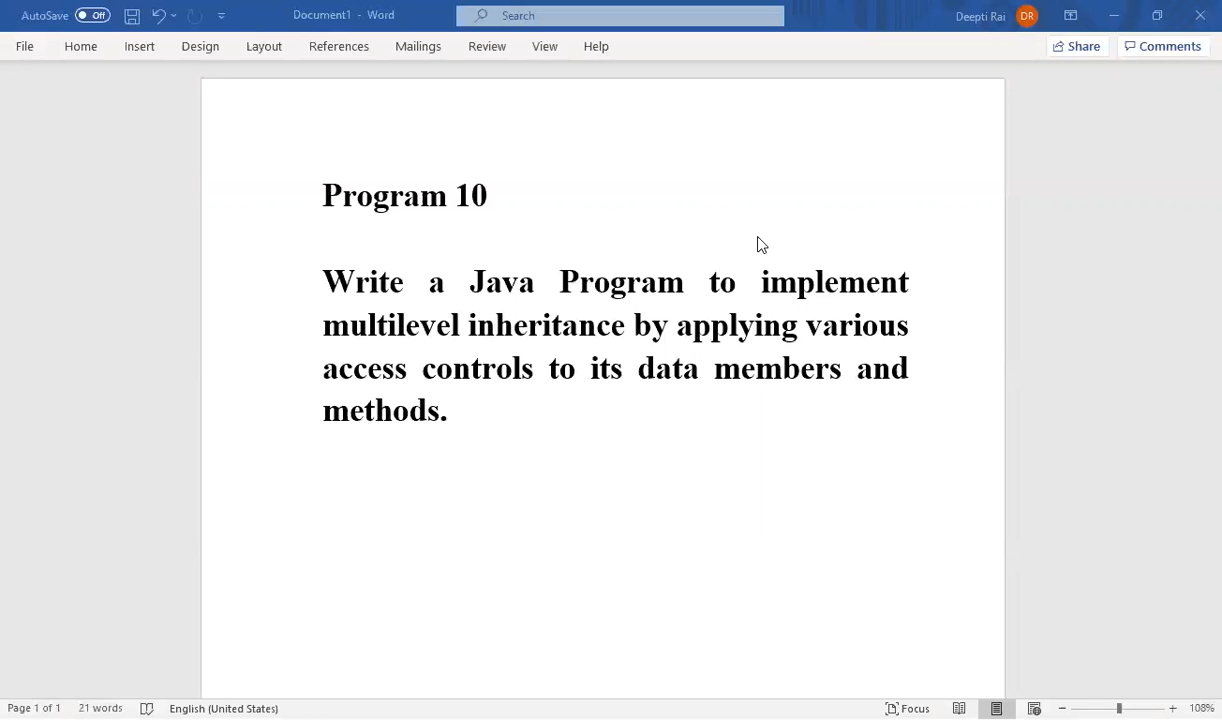 AutoSave Off Document1 - Word Search Deepti Rai DR
File Home Insert Design Layout References Mailings Review View Help Share Comments
Program 10
Write a Java Program to implement
multilevel inheritance by applying various
access controls to its data members and
methods.
Page 1 of 1 21 words English (United States) Focus 108%